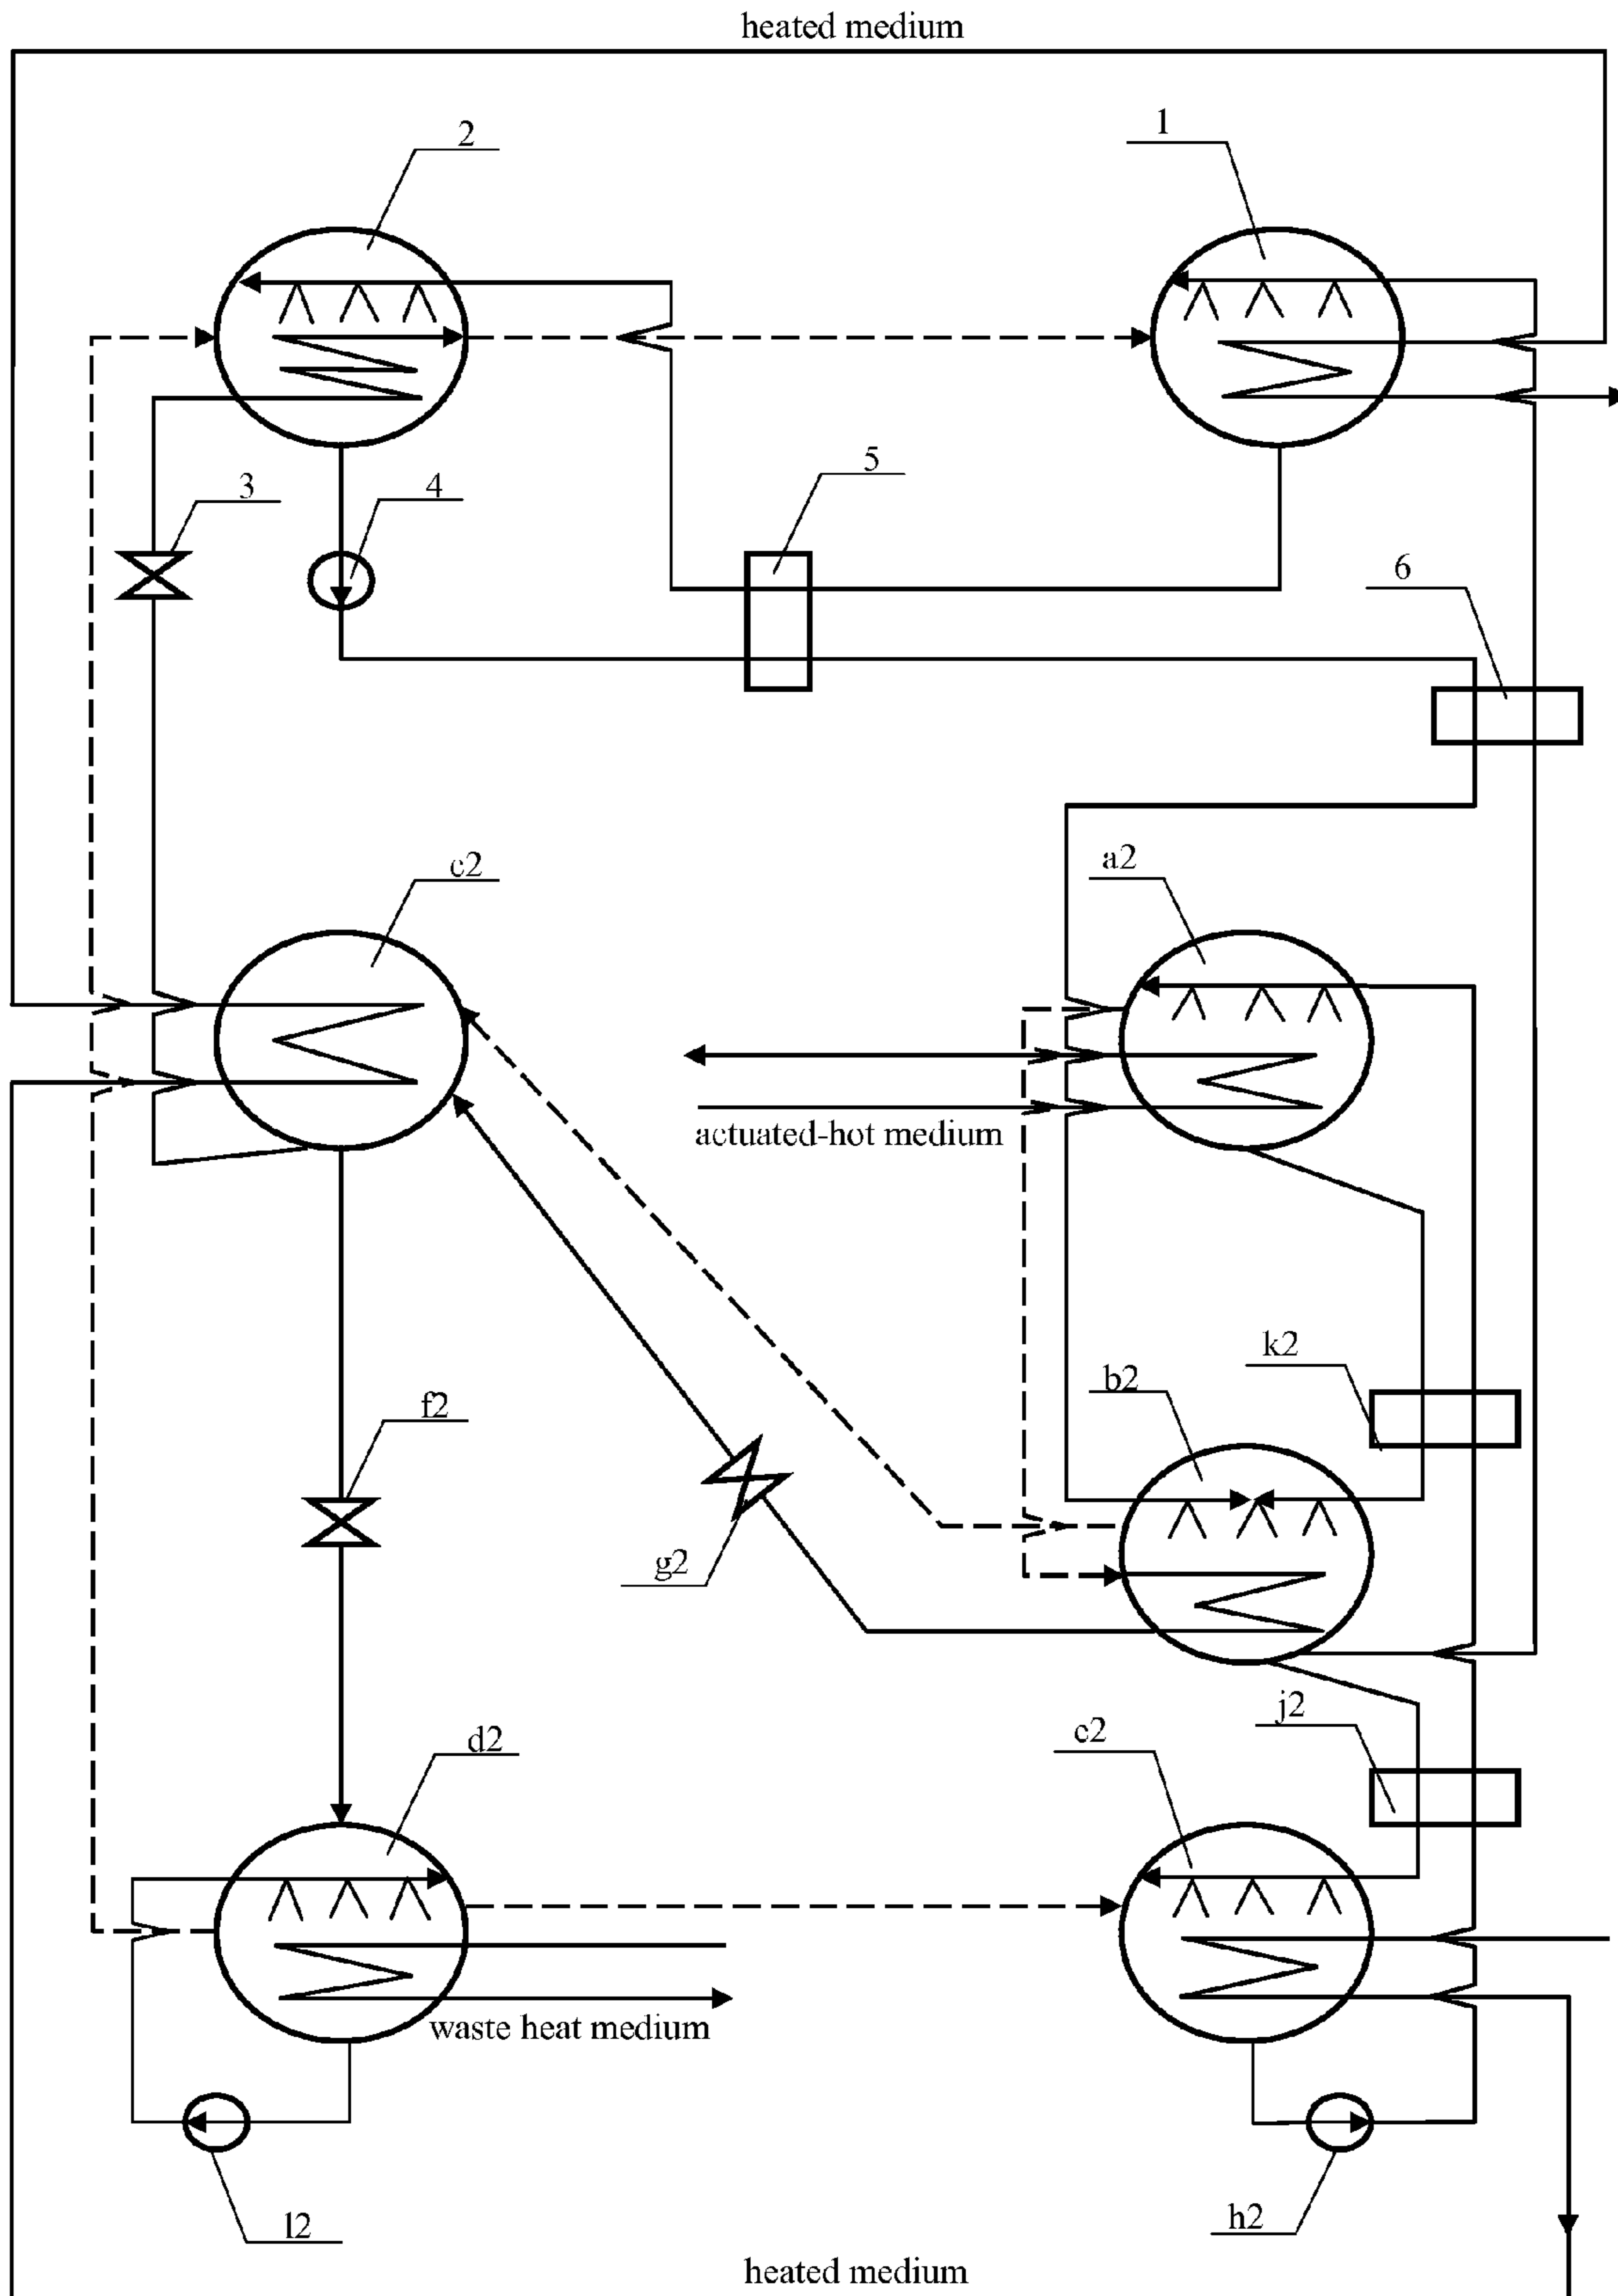 heated medium
2
1
3
4
5
6
c2
a2
actuated-hot medium
k2
b2
f2
g2
j2
d2
c2
waste heat medium
l2
h2
heated medium